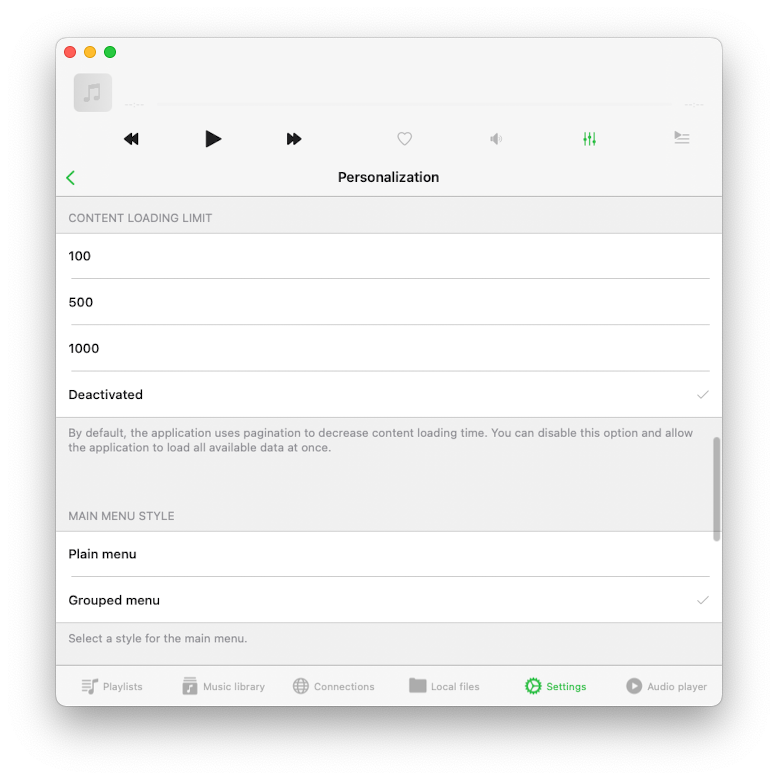 --:--
--:--
Personalization
CONTENT LOADING LIMIT
100
500
1000
Deactivated
By default, the application uses pagination to decrease content loading time. You can disable this option and allow
the application to load all available data at once.
MAIN MENU STYLE
Plain menu
Grouped menu
Select a style for the main menu.
Playlists
Music library
Connections
Local files
Settings
Audio player